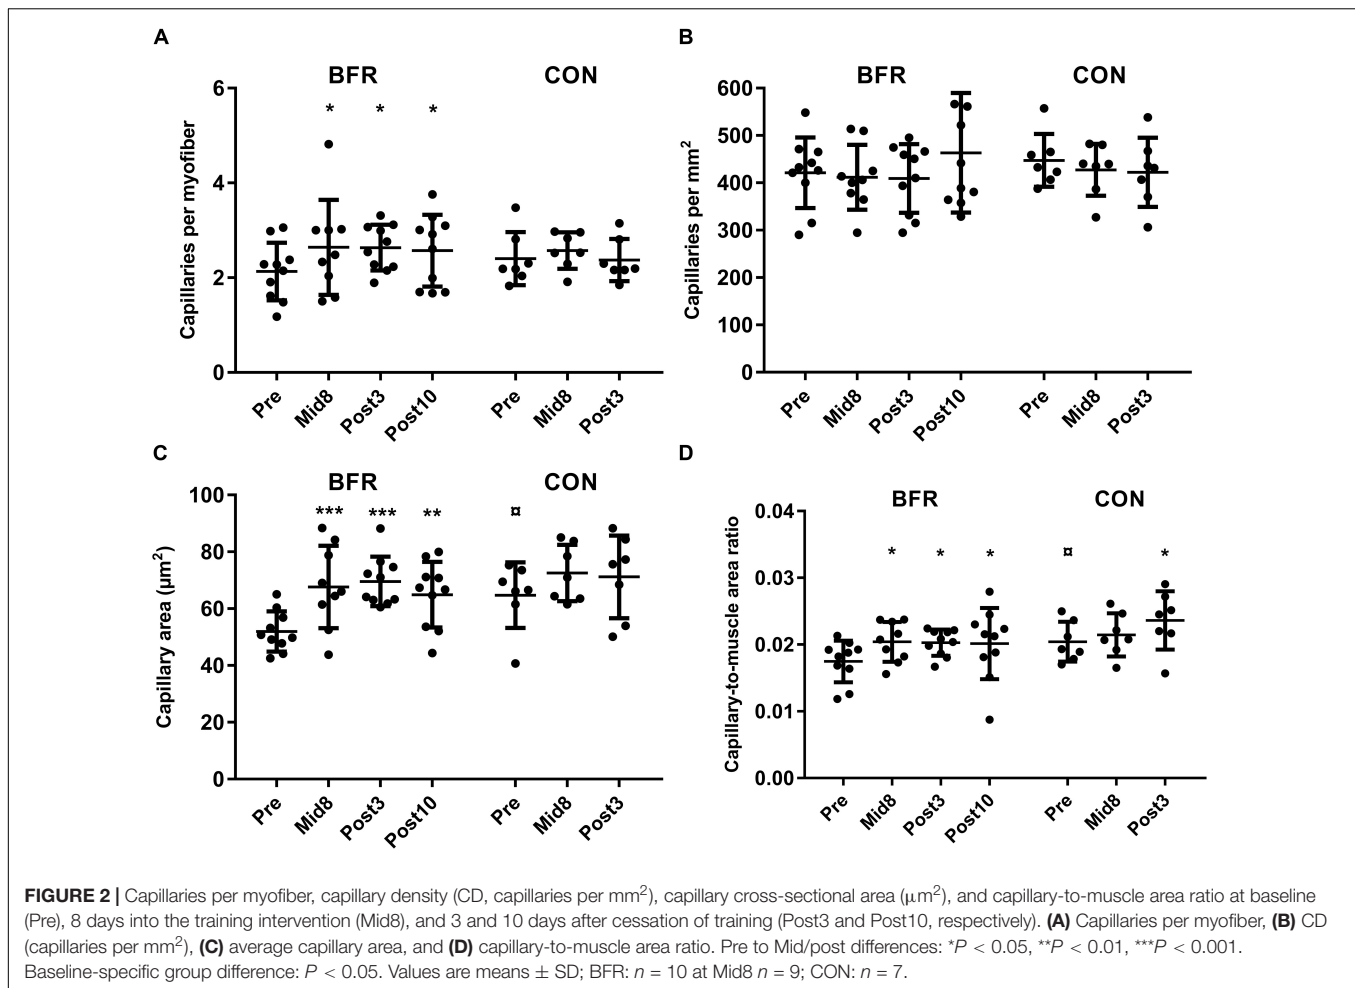 A
BFR
CON
Capillaries per myofiber
6
4
2
0
* * *
Pre Mid8 Post3 Post10 Pre Mid8 Post3
B
BFR
CON
Capillaries per mm²
600
500
400
300
200
100
0
Pre Mid8 Post3 Post10 Pre Mid8 Post3
C
BFR
CON
Capillary area (µm²)
100
80
60
40
20
0
*** *** ** ¤
Pre Mid8 Post3 Post10 Pre Mid8 Post3
D
BFR
CON
Capillary-to-muscle area ratio
0.04
0.03
0.02
0.01
0.00
* * * ¤ *
Pre Mid8 Post3 Post10 Pre Mid8 Post3
FIGURE 2 | Capillaries per myofiber, capillary density (CD, capillaries per mm²), capillary cross-sectional area (µm²), and capillary-to-muscle area ratio at baseline
(Pre), 8 days into the training intervention (Mid8), and 3 and 10 days after cessation of training (Post3 and Post10, respectively). (A) Capillaries per myofiber, (B) CD
(capillaries per mm²), (C) average capillary area, and (D) capillary-to-muscle area ratio. Pre to Mid/post differences: *P < 0.05, **P < 0.01, ***P < 0.001.
Baseline-specific group difference: P < 0.05. Values are means ± SD; BFR: n = 10 at Mid8 n = 9; CON: n = 7.